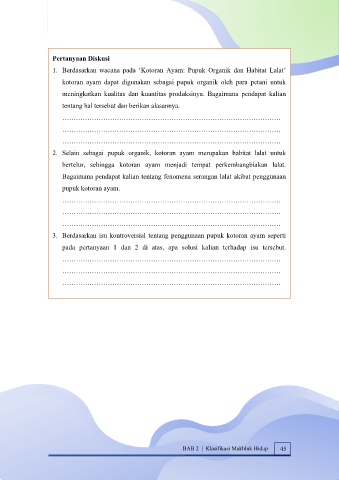 Pertanyaan Diskusi
1. Berdasarkan wacana pada ‘Kotoran Ayam: Pupuk Organik dan Habitat Lalat’
kotoran ayam dapat digunakan sebagai pupuk organik oleh para petani untuk
meningkatkan kualitas dan kuantitas produksinya. Bagaimana pendapat kalian
tentang hal tersebut dan berikan alasannya.
2. Selain sebagai pupuk organik, kotoran ayam merupakan habitat lalat untuk
bertelur, sehingga kotoran ayam menjadi tempat perkembangbiakan lalat.
Bagaimana pendapat kalian tentang fenomena serangan lalat akibat penggunaan
pupuk kotoran ayam.
3. Berdasarkan isu kontroversial tentang penggunaan pupuk kotoran ayam seperti
pada pertanyaan 1 dan 2 di atas, apa solusi kalian terhadap isu tersebut.
BAB 2 | Klasifikasi Makhluk Hidup 45